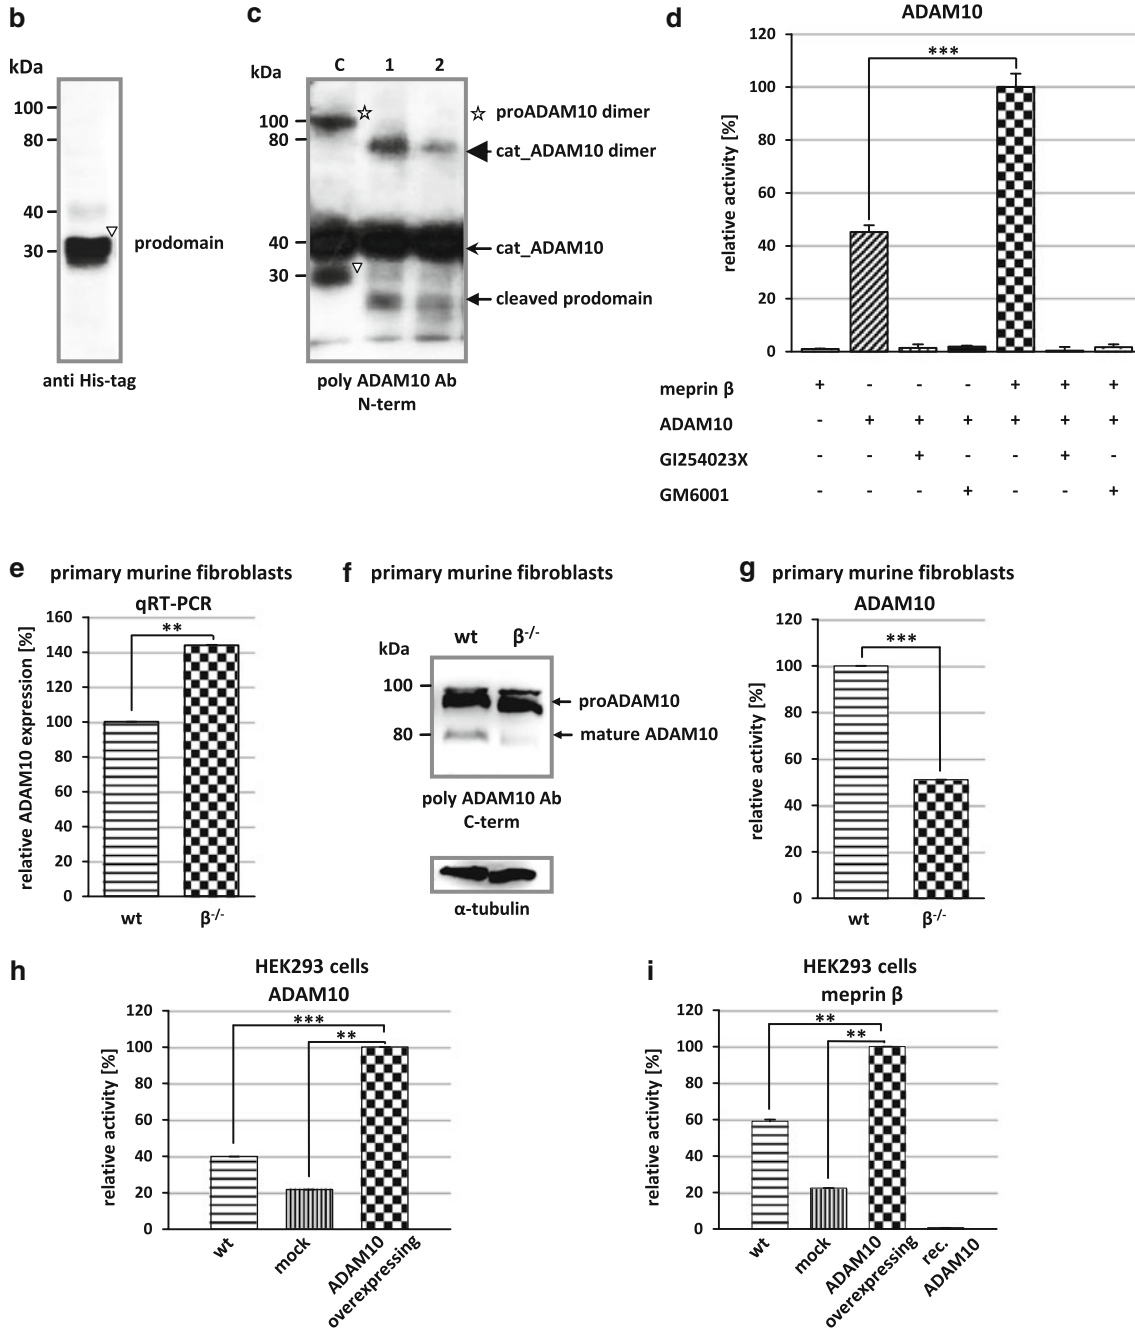 b
kDa
100
80
40
30
prodomain
anti His-tag
c
kDa
C 1 2
100
80
40
30
☆ proADAM10 dimer
cat_ADAM10 dimer
cat_ADAM10
cleaved prodomain
poly ADAM10 Ab
N-term
d
ADAM10
relative activity [%]
120
100
80
60
40
20
0
***
meprin β + - - - + + +
ADAM10 - + + + + + +
GI254023X - - + - - + -
GM6001 - - - + - - +
e
primary murine fibroblasts
qRT-PCR
relative ADAM10 expression [%]
160
140
120
100
80
60
40
20
0
**
wt β-/-
f
primary murine fibroblasts
kDa
wt β-/-
100
80
proADAM10
mature ADAM10
poly ADAM10 Ab
C-term
α-tubulin
g
primary murine fibroblasts
ADAM10
relative activity [%]
120
100
80
60
40
20
0
***
wt β-/-
h
HEK293 cells
ADAM10
relative activity [%]
120
100
80
60
40
20
0
***
**
wt
mock
ADAM10
overexpressing
i
HEK293 cells
meprin β
relative activity [%]
120
100
80
60
40
20
0
**
**
wt
mock
ADAM10
overexpressing
rec.
ADAM10